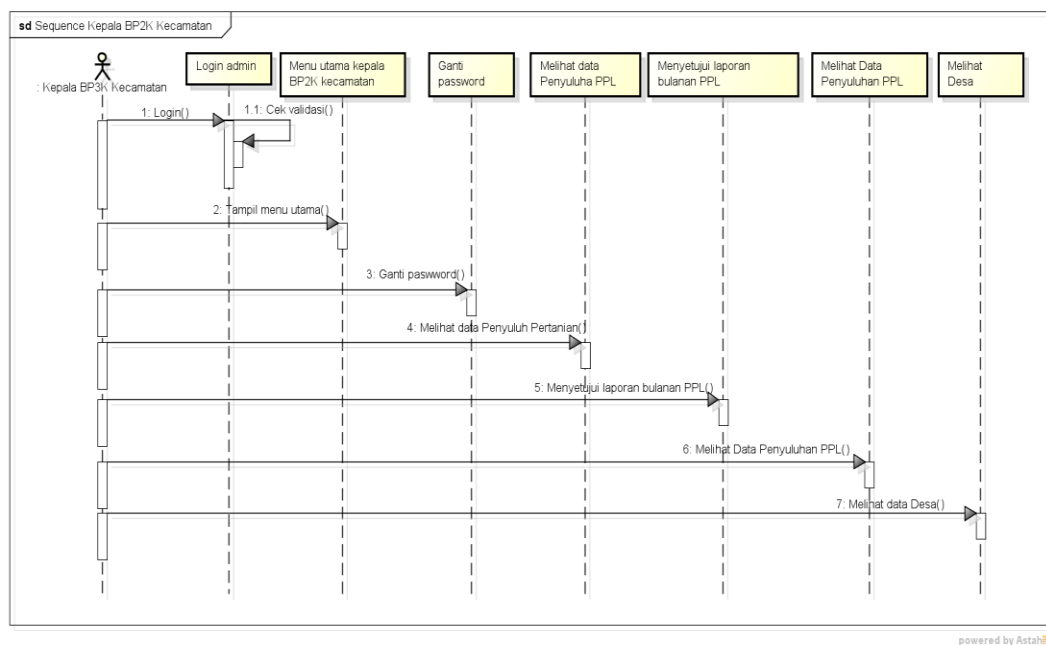 sd Sequence Kepala BP2K Kecamatan
: Kepala BP3K Kecamatan
Login admin
Menu utama kepala
BP2K kecamatan
Ganti
password
Melihat data
Penyuluha PPL
Menyetujui laporan
bulanan PPL
Melihat Data
Penyuluhan PPL
Melihat
Desa
1: Login()
1.1: Cek validasi()
2: Tampil menu utama()
3: Ganti paswword()
4: Melihat data Penyuluh Pertanian()
5: Menyetujui laporan bulanan PPL()
6: Melihat Data Penyuluhan PPL()
7: Melihat data Desa()
powered by Astah